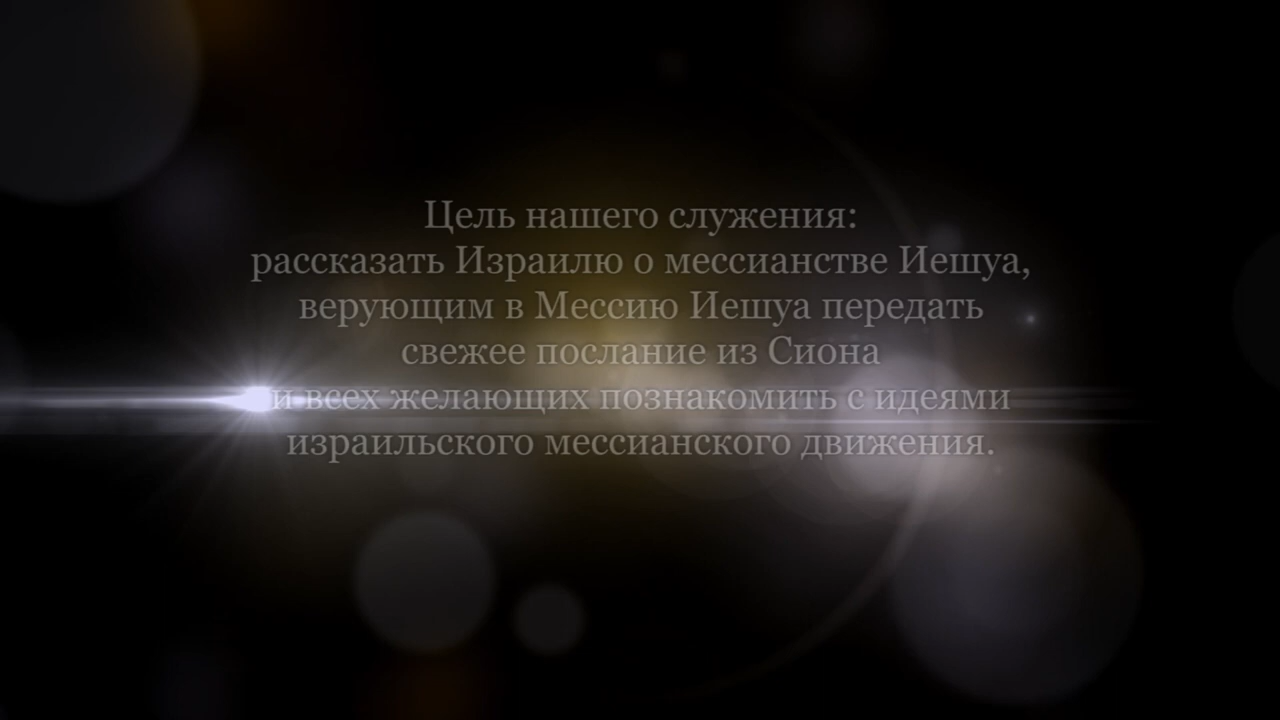 Цель нашего служения:
рассказать Израилю о мессианстве Иешуа,
верующим в Мессию Иешуа передать
свежее послание из Сиона
и всех желающих познакомить с идеями
израильского мессианского движения.